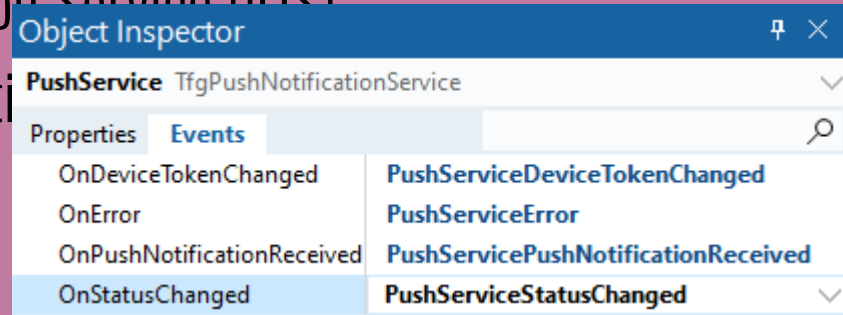 Object Inspector
PushService TfgPushNotificationService
Properties Events
OnDeviceTokenChanged PushServiceDeviceTokenChanged
OnError PushServiceError
OnPushNotificationReceived PushServicePushNotificationReceived
OnStatusChanged PushServiceStatusChanged